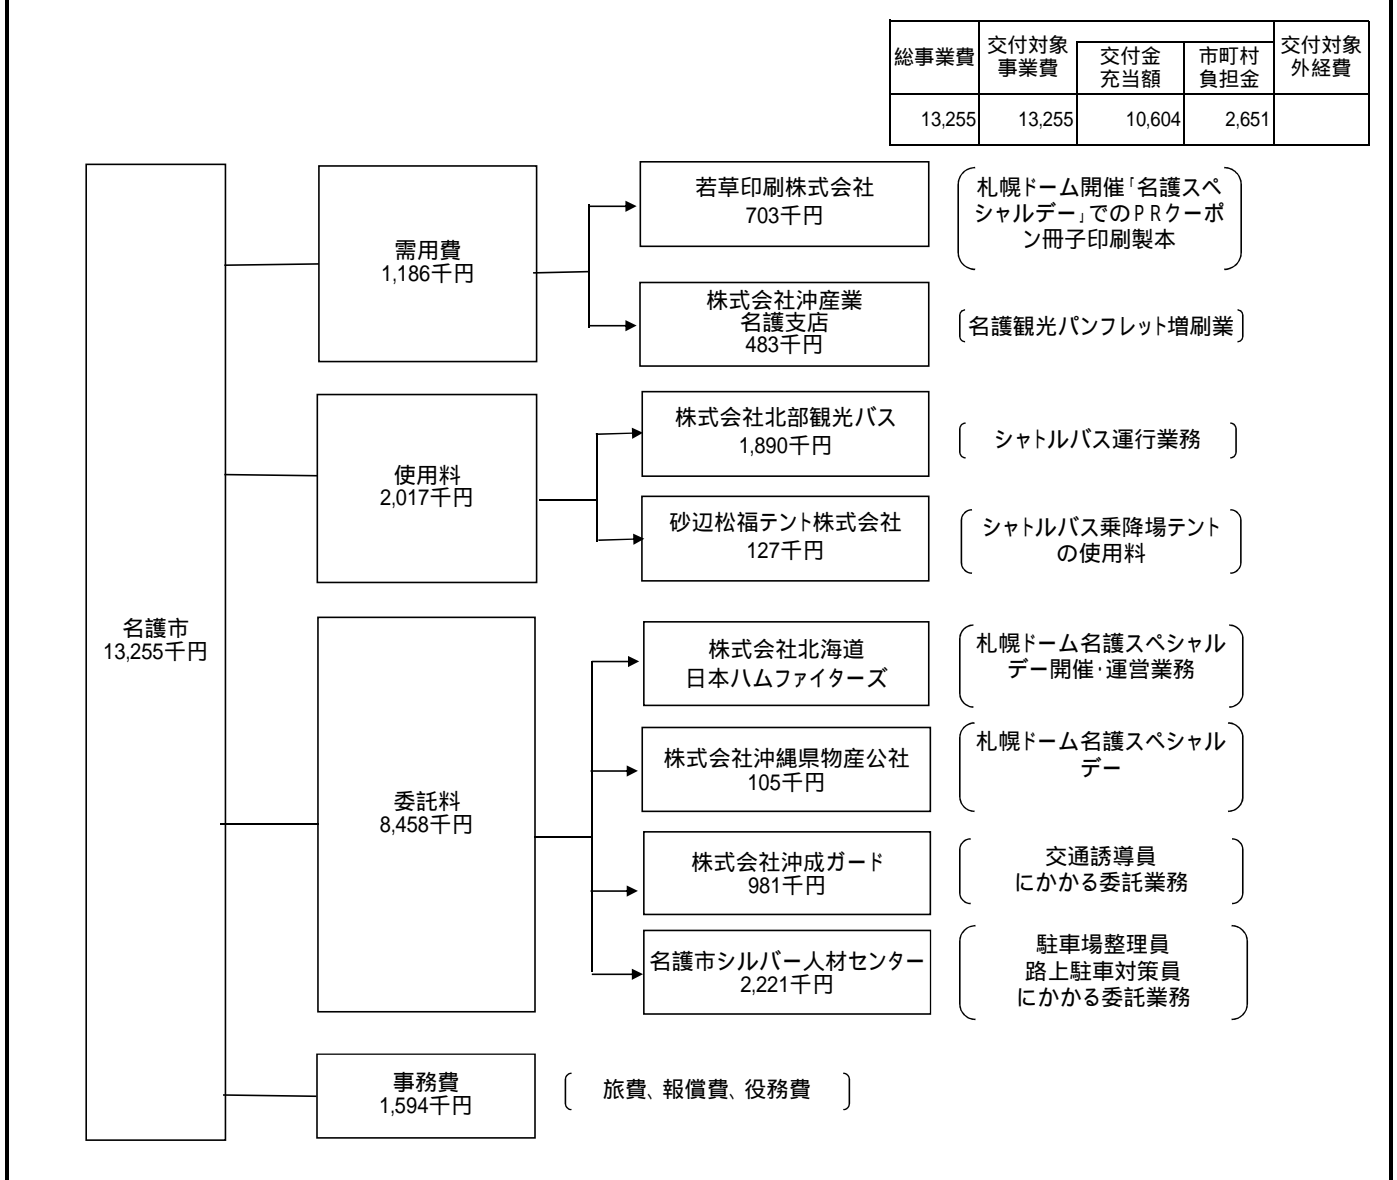 総事業費
交付対象
事業費
交付金
充当額
市町村
負担金
交付対象
外経費
13,255
13,255
10,604
2,651
名護市
13,255千円
需用費
1,186千円
若草印刷株式会社
703千円
札幌ドーム開催「名護スペ
シャルデー」でのPRクーポ
ン冊子印刷製本
株式会社沖産業
名護支店
483千円
名護観光パンフレット増刷業
使用料
2,017千円
株式会社北部観光バス
1,890千円
シャトルバス運行業務
砂辺松福テント株式会社
127千円
シャトルバス乗降場テント
の使用料
委託料
8,458千円
株式会社北海道
日本ハムファイターズ
札幌ドーム名護スペシャル
デー開催・運営業務
株式会社沖縄県物産公社
105千円
札幌ドーム名護スペシャル
デー
株式会社沖成ガード
981千円
交通誘導員
にかかる委託業務
名護市シルバー人材センター
2,221千円
駐車場整理員
路上駐車対策員
にかかる委託業務
事務費
1,594千円
旅費、報償費、役務費